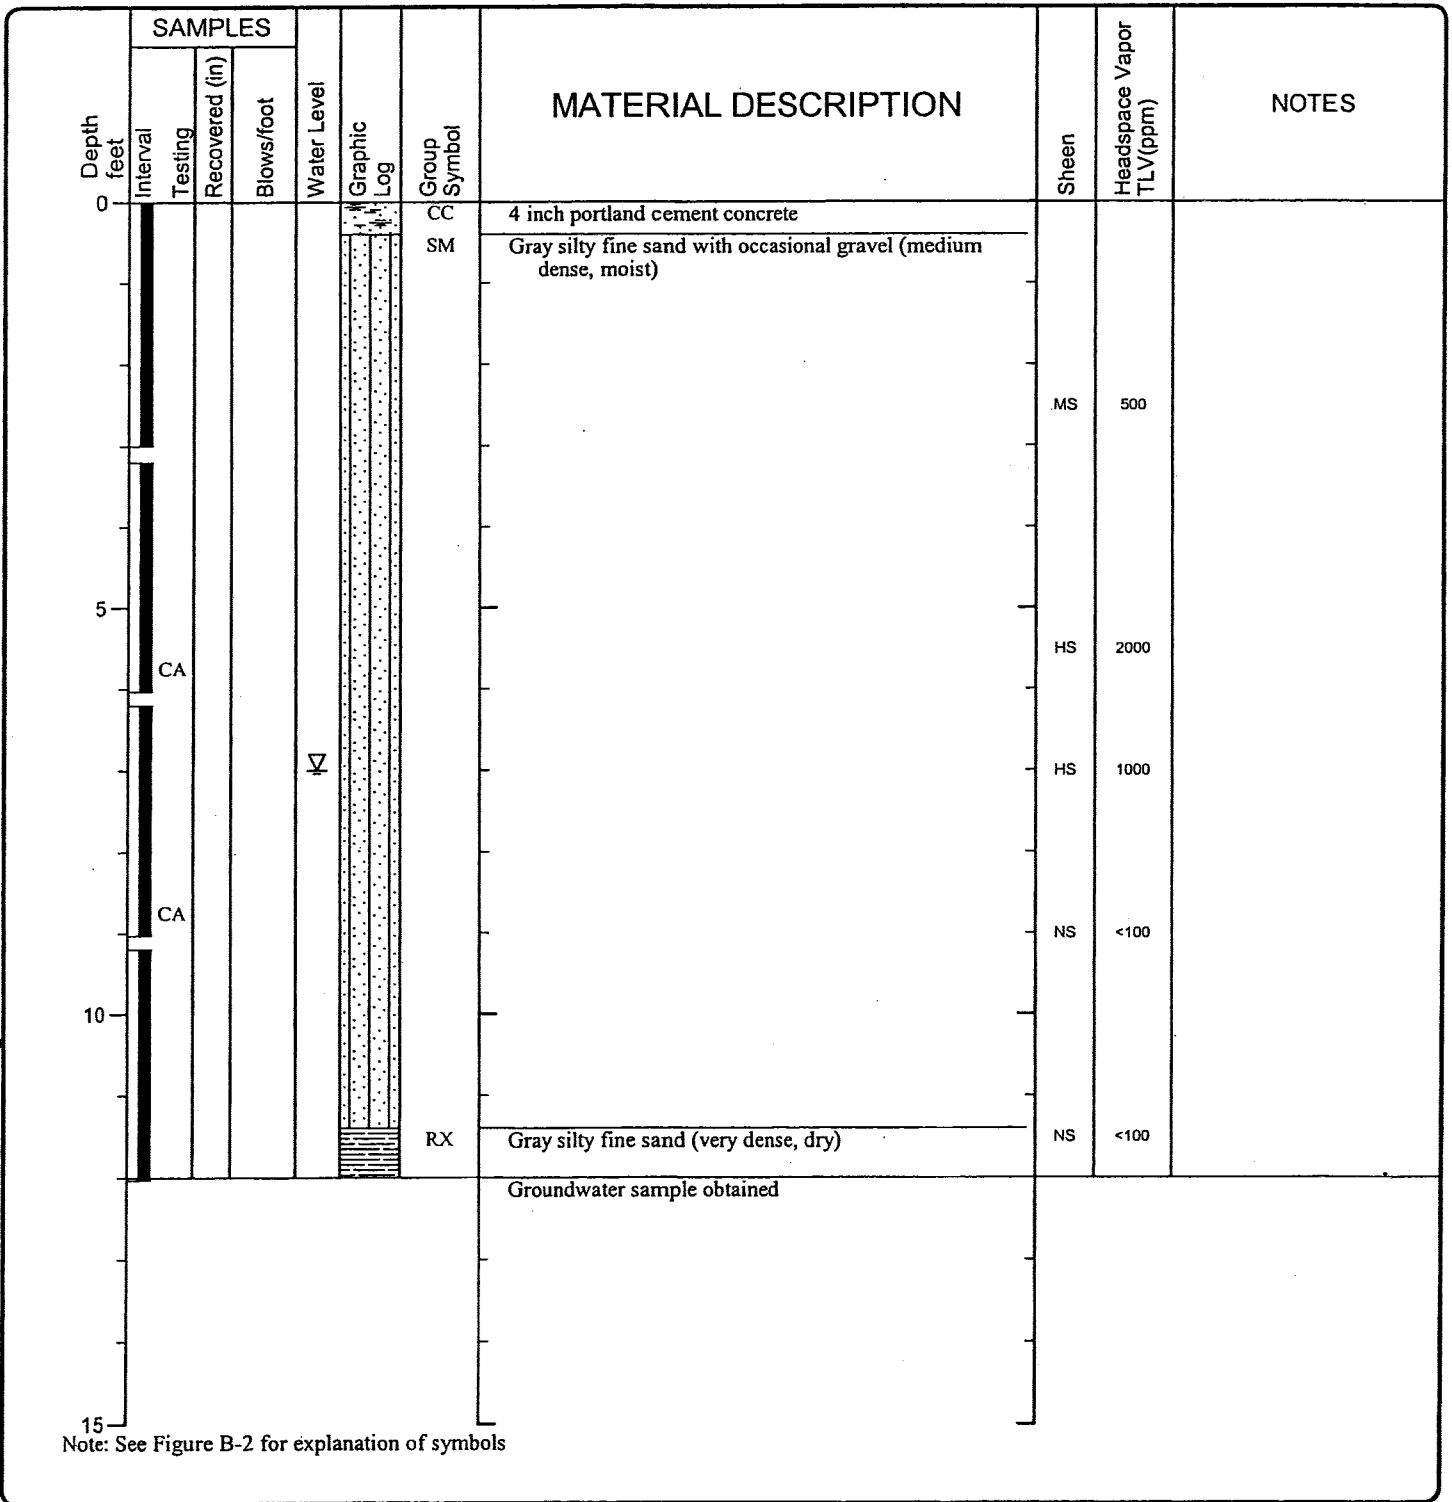 SAMPLES
Depth
feet
Interval
Testing
Recovered (in)
Blows/foot
Water Level
Graphic
Log
Group
Symbol
MATERIAL DESCRIPTION
Sheen
Headspace Vapor
TLV(ppm)
NOTES
0
CC 4 inch portland cement concrete
SM Gray silty fine sand with occasional gravel (medium
dense, moist)
MS 500
5
HS 2000
CA
HS 1000
CA
NS <100
10
RX Gray silty fine sand (very dense, dry) NS <100
Groundwater sample obtained
15
Note: See Figure B-2 for explanation of symbols